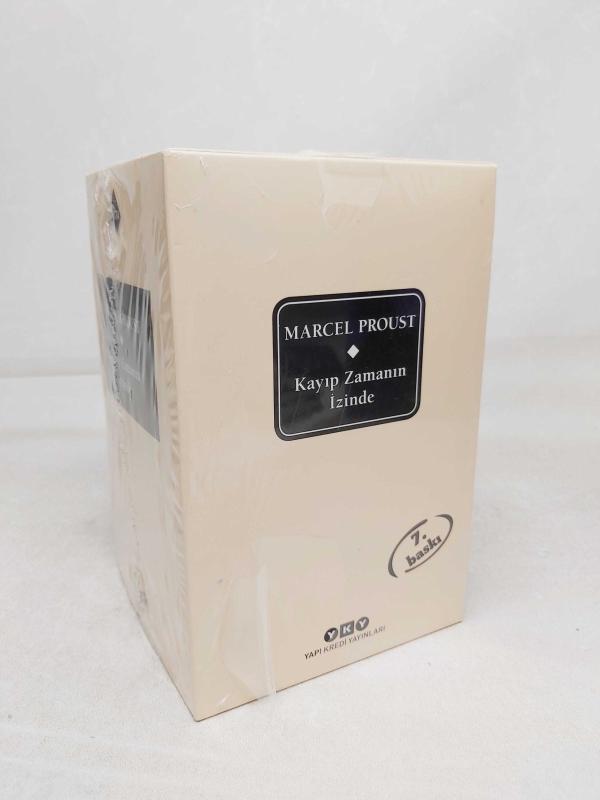 MARCEL PROUST
Kayıp Zamanın
İzinde
7.
baskı
YKY
YAPI KREDİ YAYINLARI